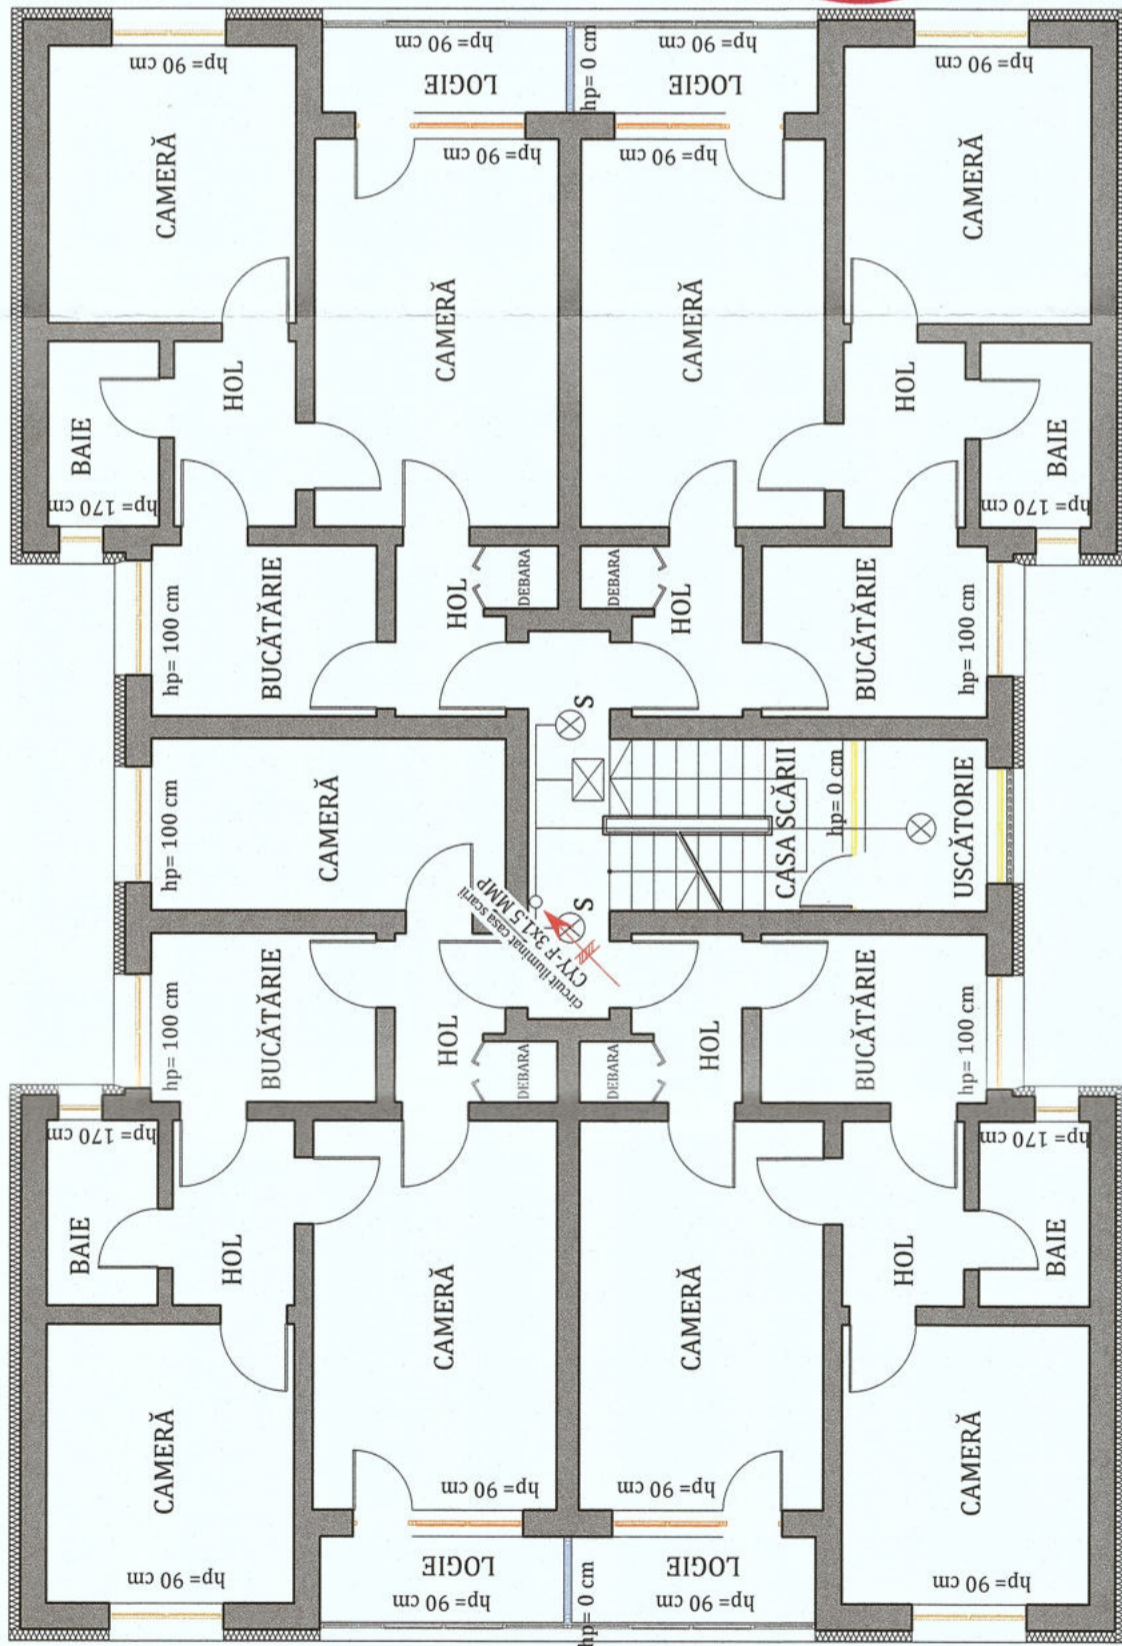 hp= 90 cm
CAMERĂ
hp= 90 cm
LOGIE
hp= 0 cm
hp= 90 cm
LOGIE
hp= 90 cm
CAMERĂ
hp= 90 cm
CAMERĂ
hp= 90 cm
CAMERĂ
BAIE
hp= 170 cm
HOL
HOL
BAIE
hp= 170 cm
hp= 100 cm
BUCĂTĂRIE
HOL
DEBARA
DEBARA
HOL
BUCĂTĂRIE
hp= 100 cm
S
hp= 100 cm
CAMERĂ
CASA SCĂRII
hp= 0 cm
USCĂTORIE
circuit iluminat casa scarii
CYY-F 3x1.5 MMP
S
hp= 100 cm
BUCĂTĂRIE
HOL
DEBARA
DEBARA
HOL
BUCĂTĂRIE
hp= 100 cm
hp= 170 cm
BAIE
HOL
HOL
hp= 170 cm
BAIE
CAMERĂ
CAMERĂ
hp= 90 cm
CAMERĂ
hp= 90 cm
CAMERĂ
hp= 90 cm
LOGIE
hp= 90 cm
hp= 0 cm
LOGIE
hp= 90 cm
hp= 90 cm